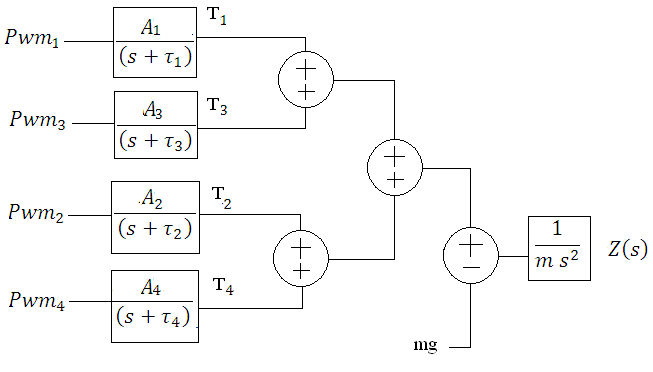 Pwm₁ A₁/(s + τ₁) T₁
+
+
Pwm₃ A₃/(s + τ₃) T₃
+
+
Pwm₂ A₂/(s + τ₂) T₂
+
+
Pwm₄ A₄/(s + τ₄) T₄
+
−
1/(m s²) Z(s)
mg